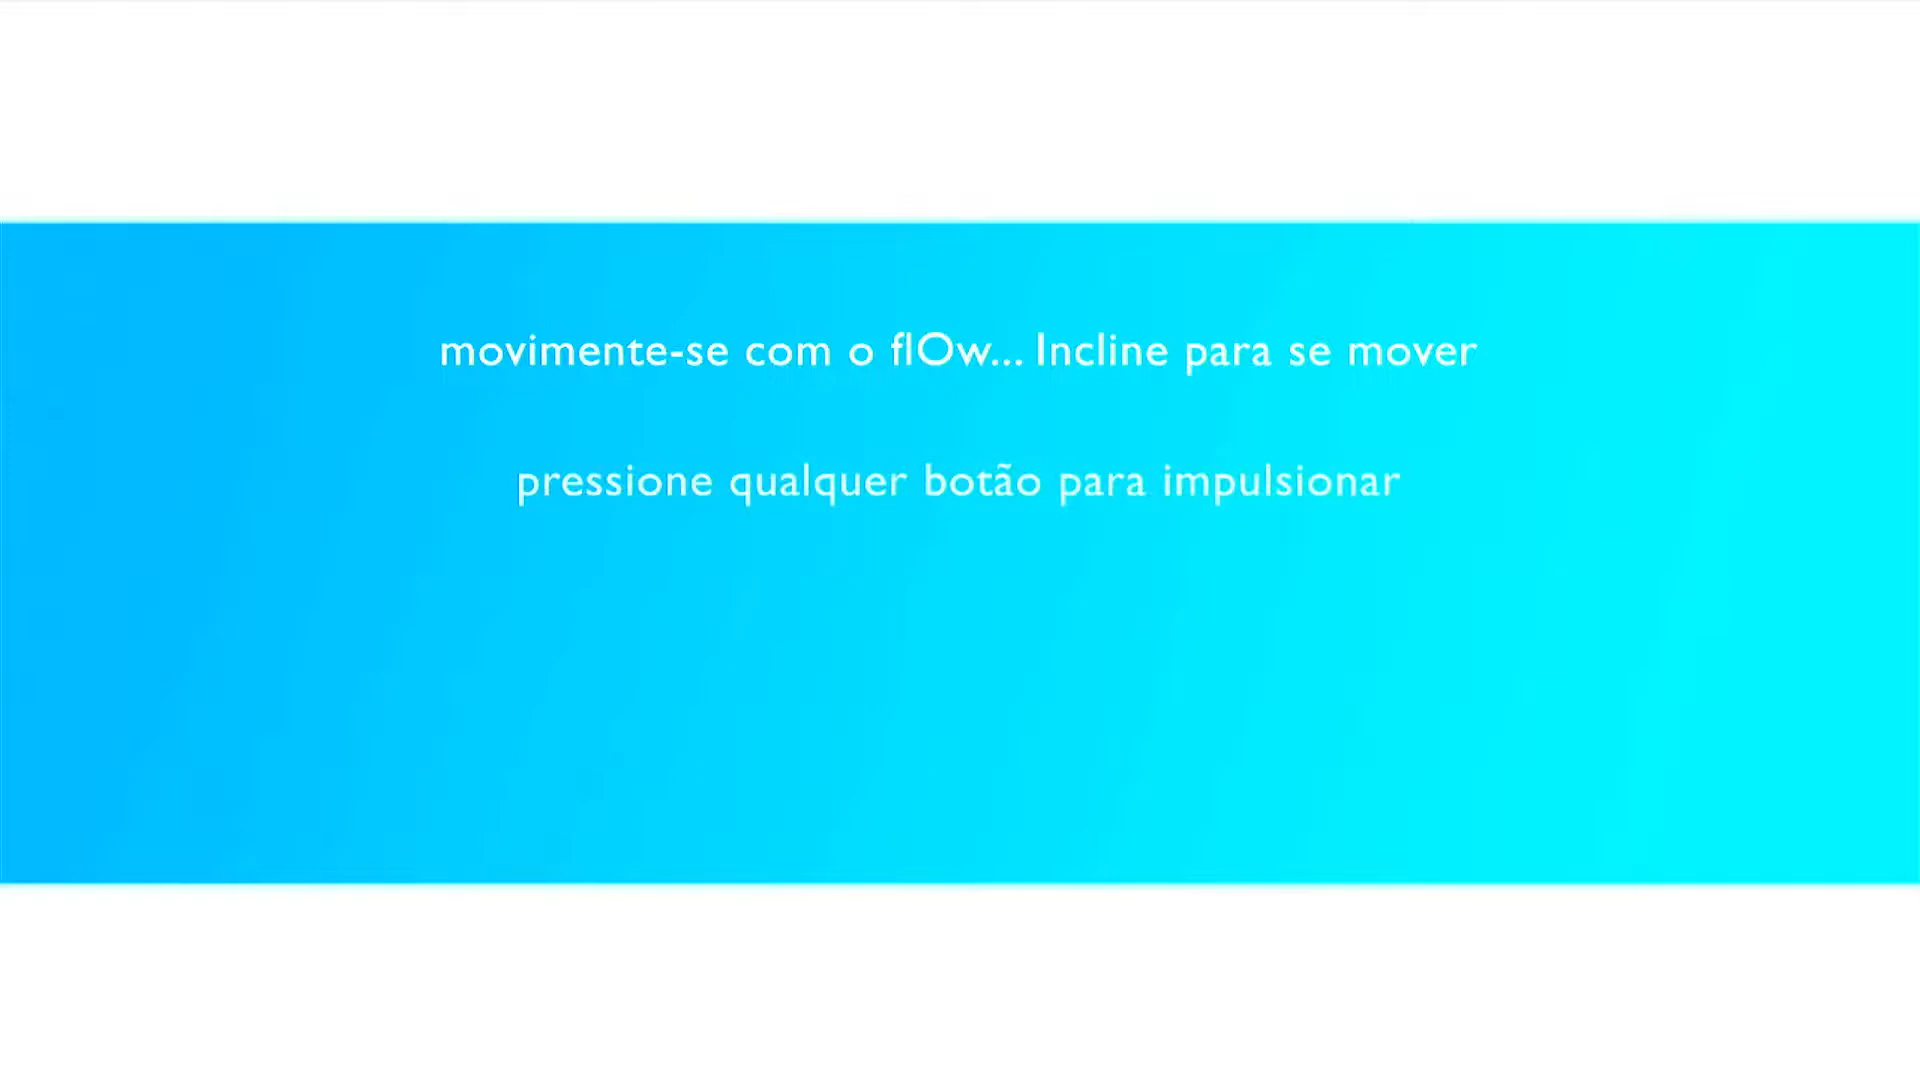 movimente-se com o flOw... Incline para se mover
pressione qualquer botão para impulsionar